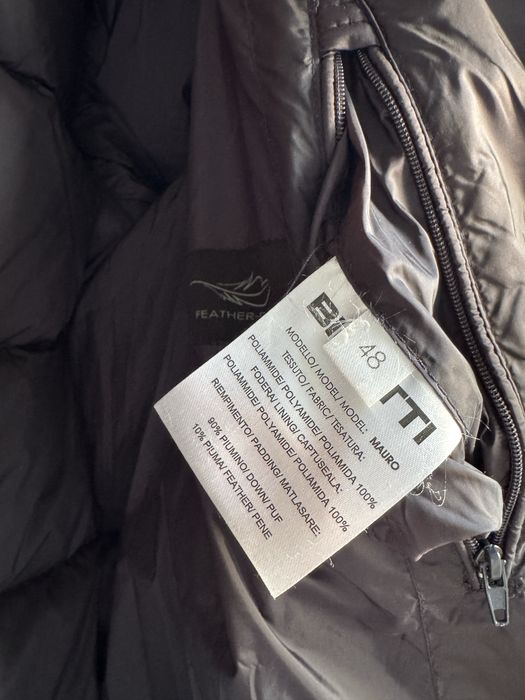 FEATHER-
48
TTI
MODELLO/ MODEL/ MODEL: MAURO
TESSUTO/ FABRIC/ TESATURA:
POLIAMMIDE/ POLYAMIDE/ POLIAMIDA 100%
FODERA/ LINING/ CAPTUSEALA:
POLIAMMIDE/ POLYAMIDE/ POLIAMIDA 100%
RIEMPIMENTO/ PADDING/ MATLASARE:
90% PIUMINO/ DOWN/ PUF
10% PIUMA/ FEATHER/ PENE